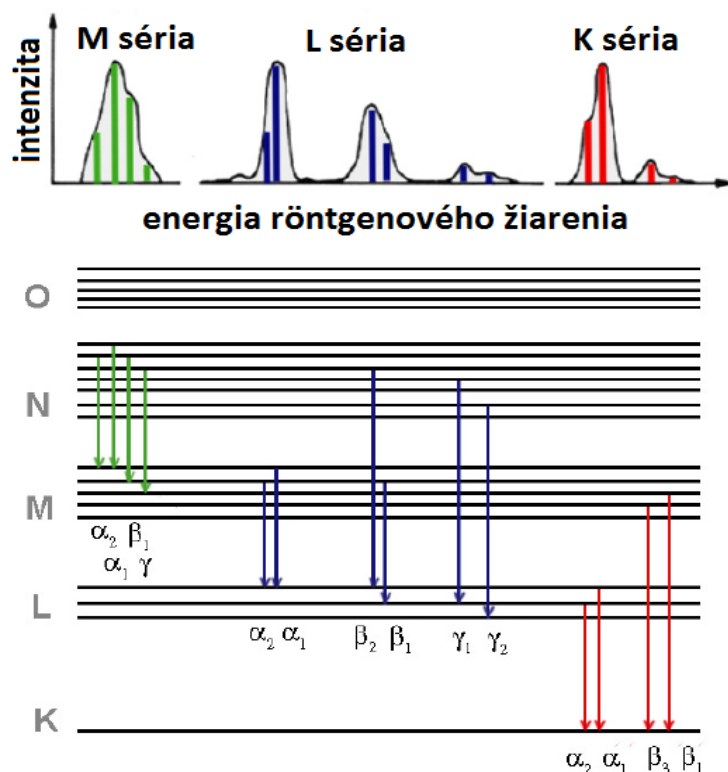 M séria L séria K séria
intenzita
energia röntgenového žiarenia
O
N
M
α₂ β₁
α₁ γ
L
α₂ α₁ β₂ β₁ γ₁ γ₂
K
α₂ α₁ β₃ β₁